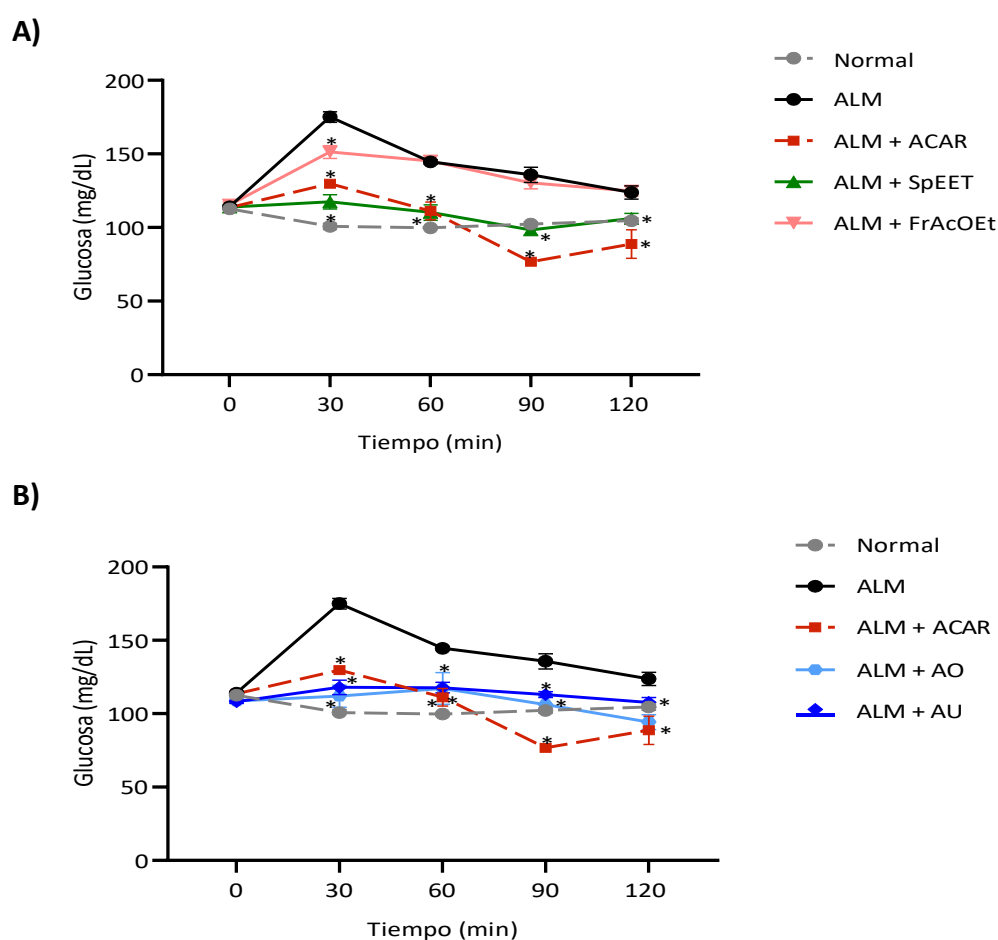 A)
Normal
ALM
ALM + ACAR
ALM + SpEET
ALM + FrAcOEt
Glucosa (mg/dL)
200
150
100
50
0
* * * * * * * * * *
0 30 60 90 120
Tiempo (min)
B)
Normal
ALM
ALM + ACAR
ALM + AO
ALM + AU
Glucosa (mg/dL)
200
150
100
50
0
* * * * * * * * * * *
0 30 60 90 120
Tiempo (min)